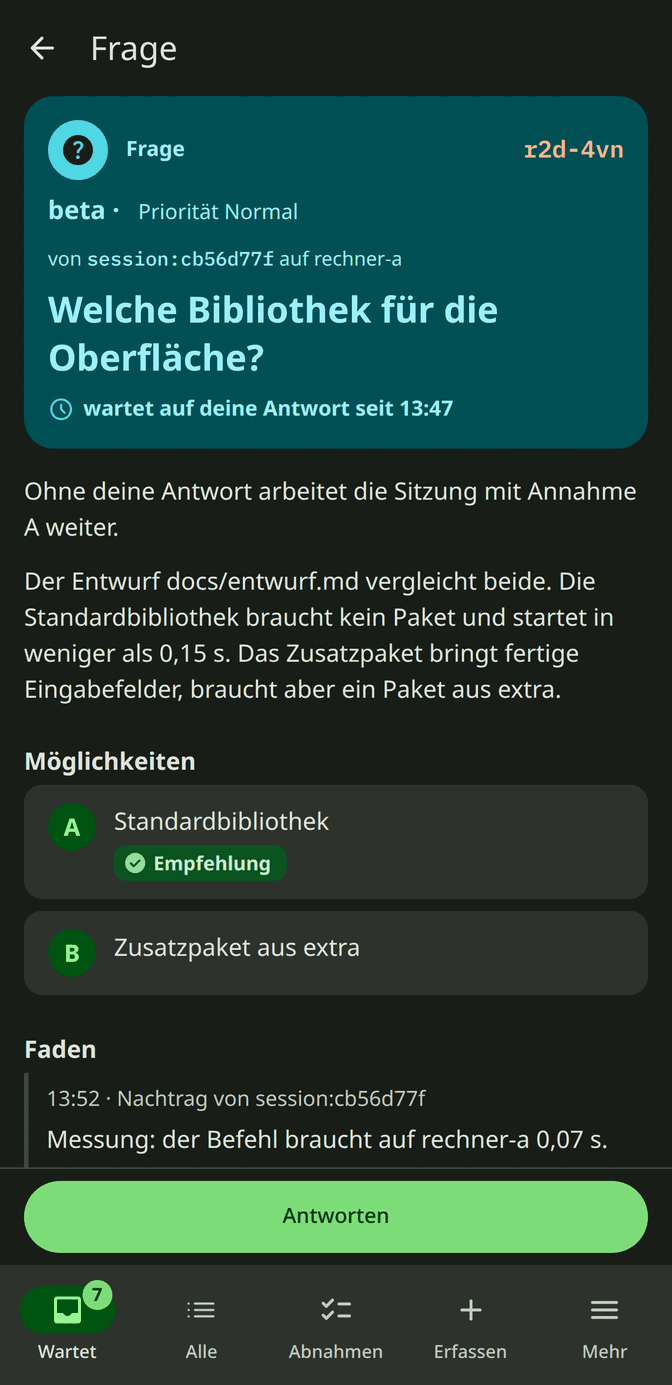 Frage
Frage
r2d-4vn
beta · Priorität Normal
von session:cb56d77f auf rechner-a
Welche Bibliothek für die
Oberfläche?
wartet auf deine Antwort seit 13:47
Ohne deine Antwort arbeitet die Sitzung mit Annahme
A weiter.
Der Entwurf docs/entwurf.md vergleicht beide. Die
Standardbibliothek braucht kein Paket und startet in
weniger als 0,15 s. Das Zusatzpaket bringt fertige
Eingabefelder, braucht aber ein Paket aus extra.
Möglichkeiten
A
Standardbibliothek
Empfehlung
B
Zusatzpaket aus extra
Faden
13:52 · Nachtrag von session:cb56d77f
Messung: der Befehl braucht auf rechner-a 0,07 s.
Antworten
7
Wartet
Alle
Abnahmen
Erfassen
Mehr